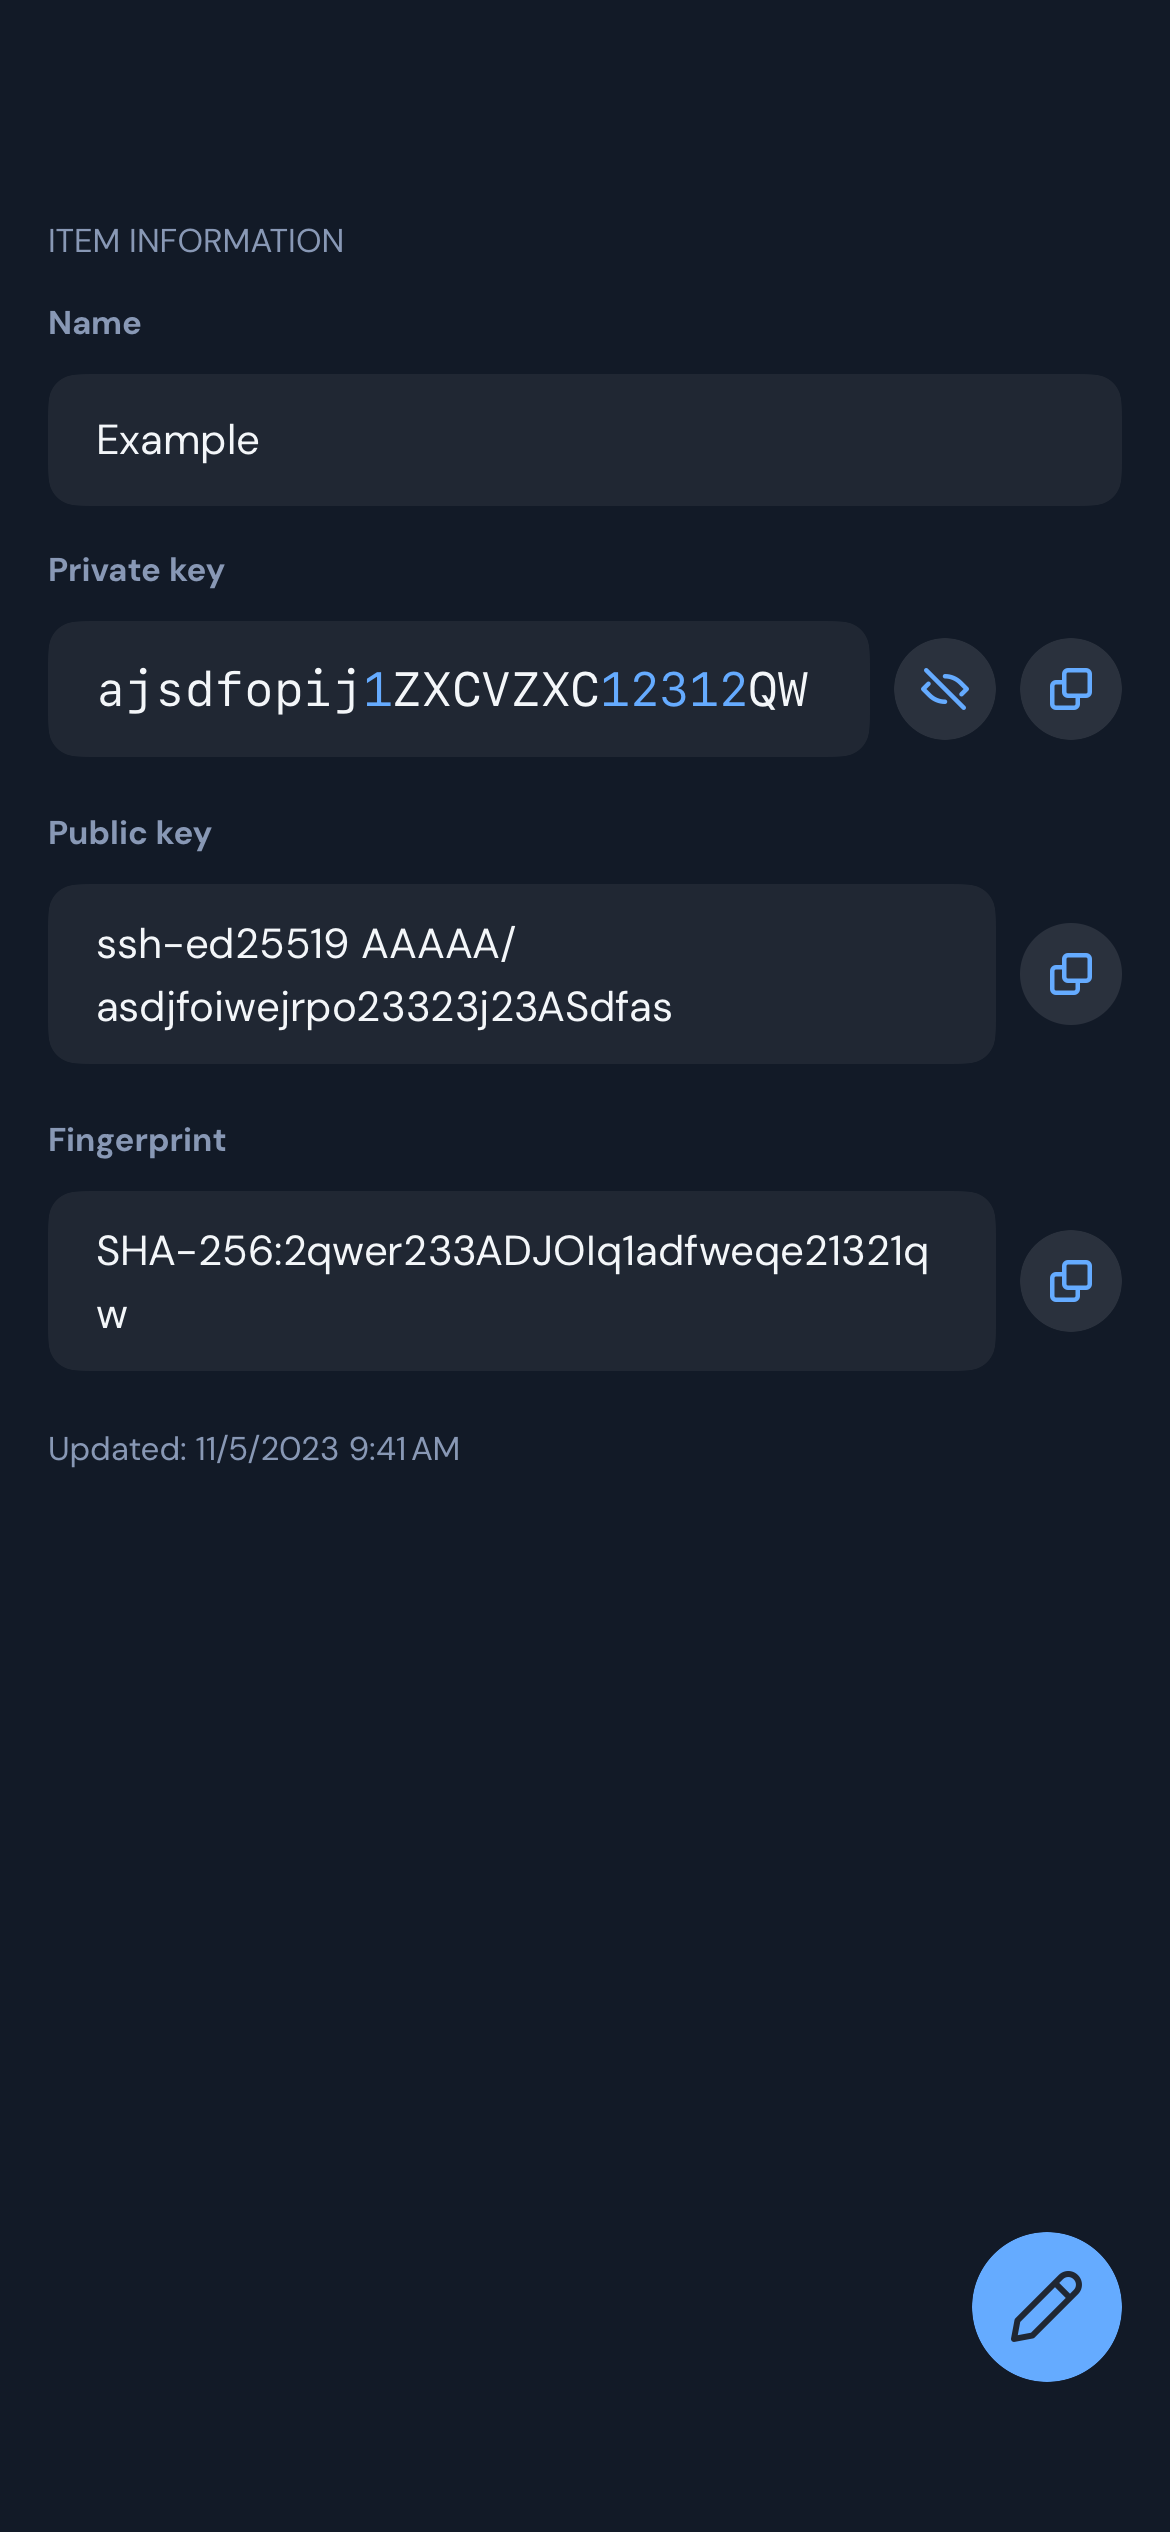 ITEM INFORMATION
Name
Example
Private key
ajsdfopij1ZXCVZXC12312QW
Public key
ssh-ed25519 AAAAA/
asdjfoiwejrpo23323j23ASdfas
Fingerprint
SHA-256:2qwer233ADJOIq1adfweqe21321q
w
Updated: 11/5/2023 9:41 AM